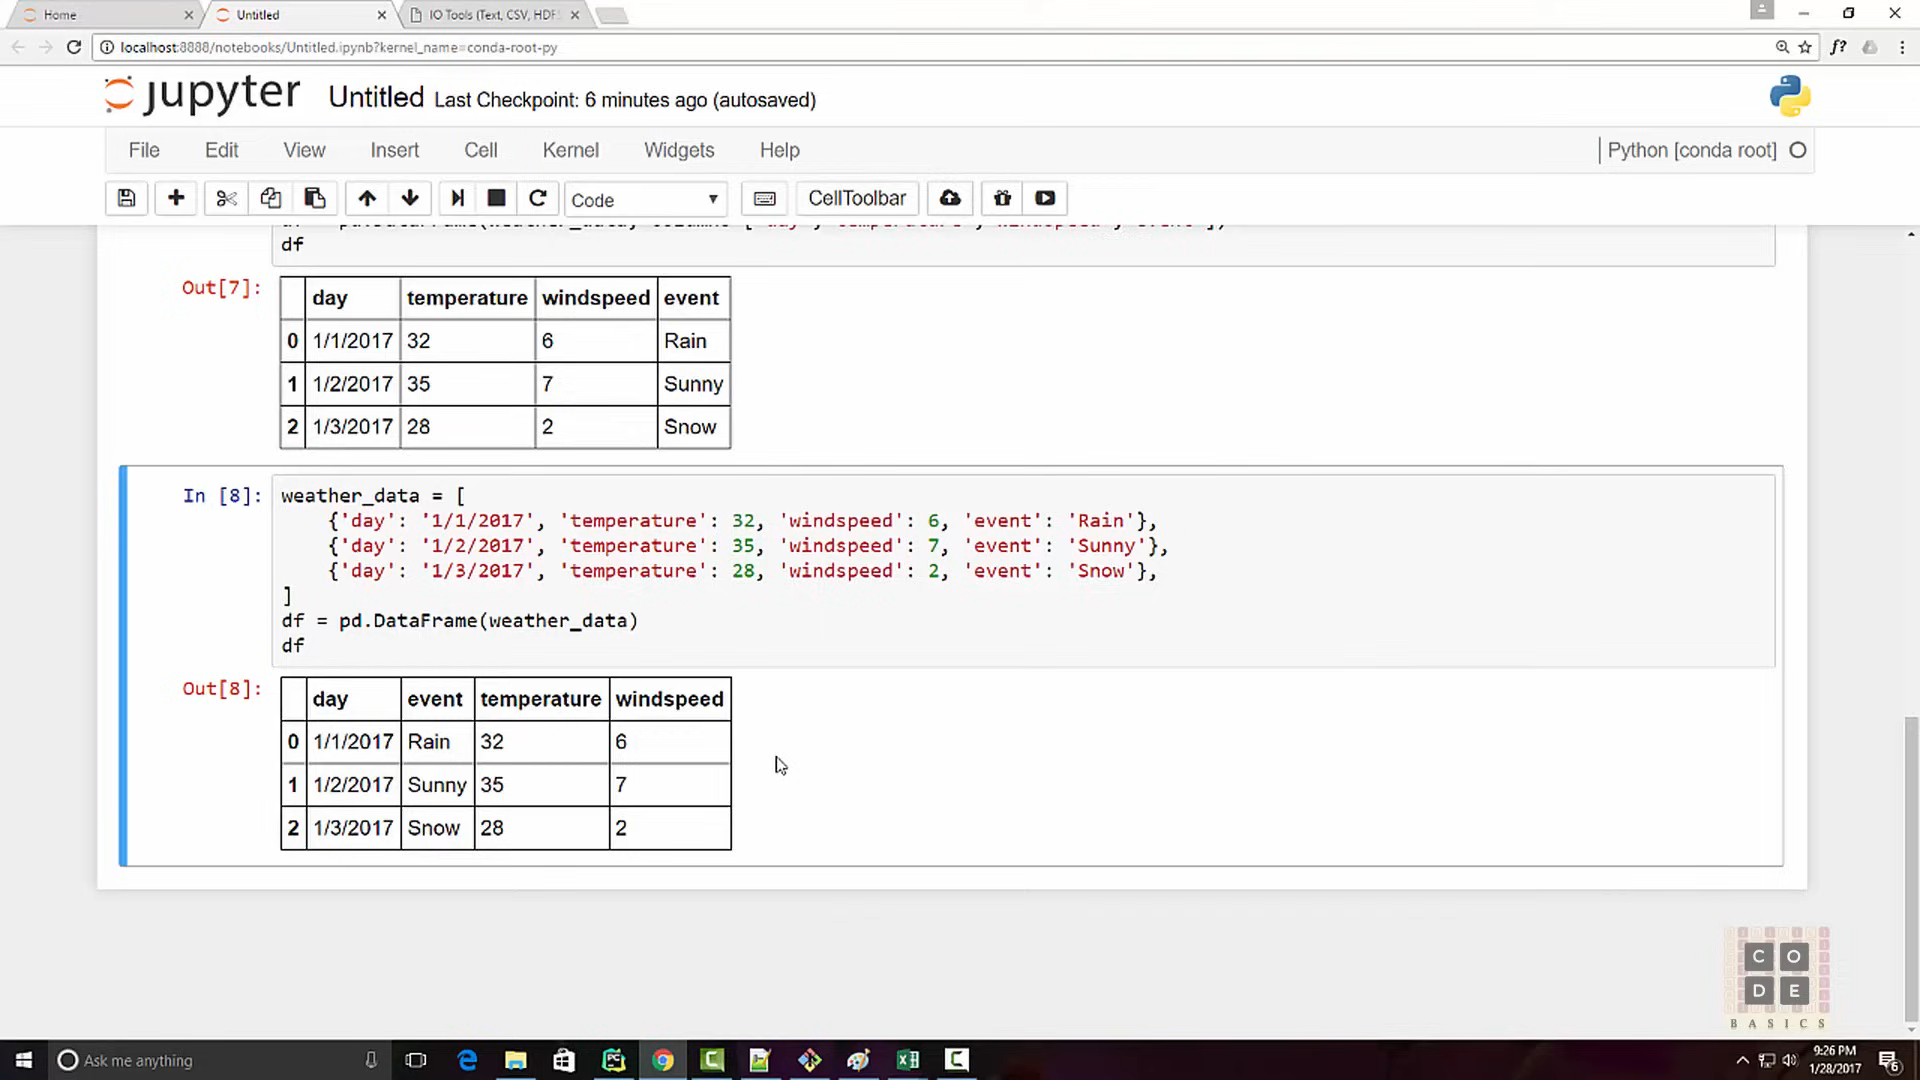 Home
Untitled
IO Tools (Text, CSV, HDF
localhost:8888/notebooks/Untitled.ipynb?kernel_name=conda-root-py
f?
jupyter Untitled Last Checkpoint: 6 minutes ago (autosaved)
File Edit View Insert Cell Kernel Widgets Help Python [conda root]
Code CellToolbar
df
Out[7]:
day temperature windspeed event
0 1/1/2017 32 6 Rain
1 1/2/2017 35 7 Sunny
2 1/3/2017 28 2 Snow
In [8]: weather_data = [
{'day': '1/1/2017', 'temperature': 32, 'windspeed': 6, 'event': 'Rain'},
{'day': '1/2/2017', 'temperature': 35, 'windspeed': 7, 'event': 'Sunny'},
{'day': '1/3/2017', 'temperature': 28, 'windspeed': 2, 'event': 'Snow'},
]
df = pd.DataFrame(weather_data)
df
Out[8]:
day event temperature windspeed
0 1/1/2017 Rain 32 6
1 1/2/2017 Sunny 35 7
2 1/3/2017 Snow 28 2
C O
D E
BASICS
Ask me anything
9:26 PM
1/28/2017
6